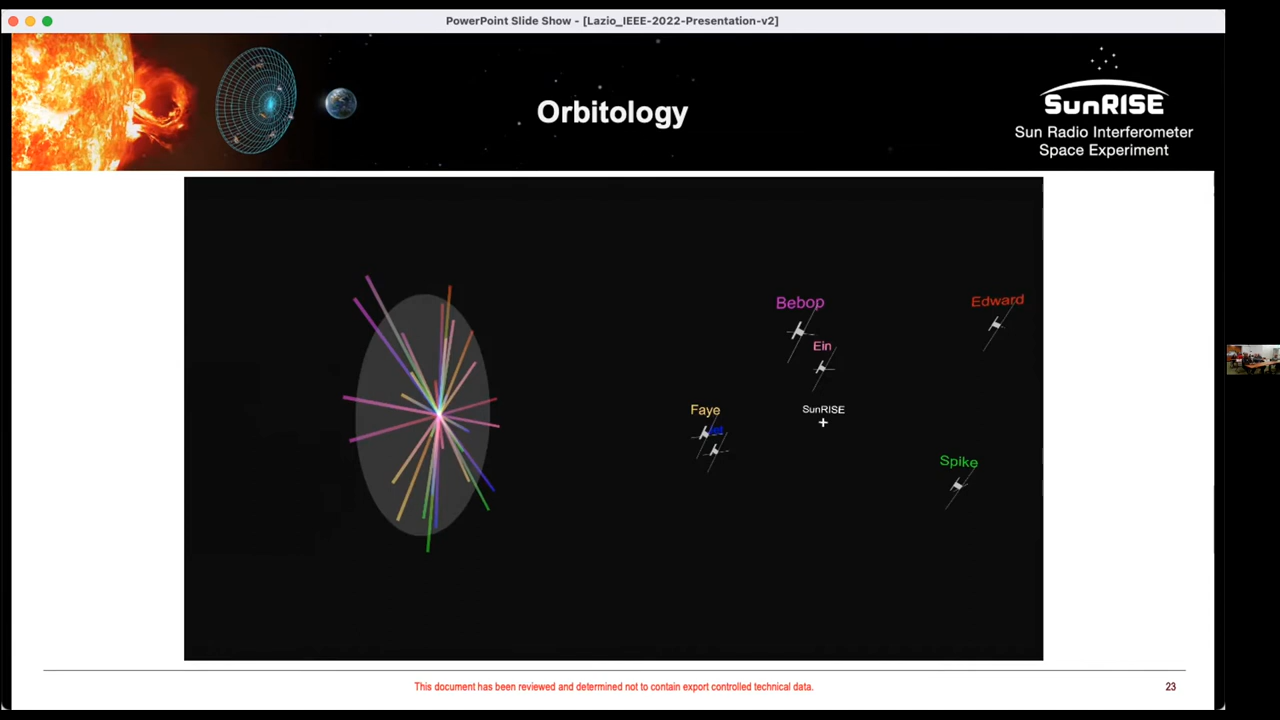 PowerPoint Slide Show - [Lazio_IEEE-2022-Presentation-v2]
Orbitology
SunRISE
Sun Radio Interferometer
Space Experiment
Bebop
Edward
Ein
Faye
SunRISE
Spike
This document has been reviewed and determined not to contain export controlled technical data.
23